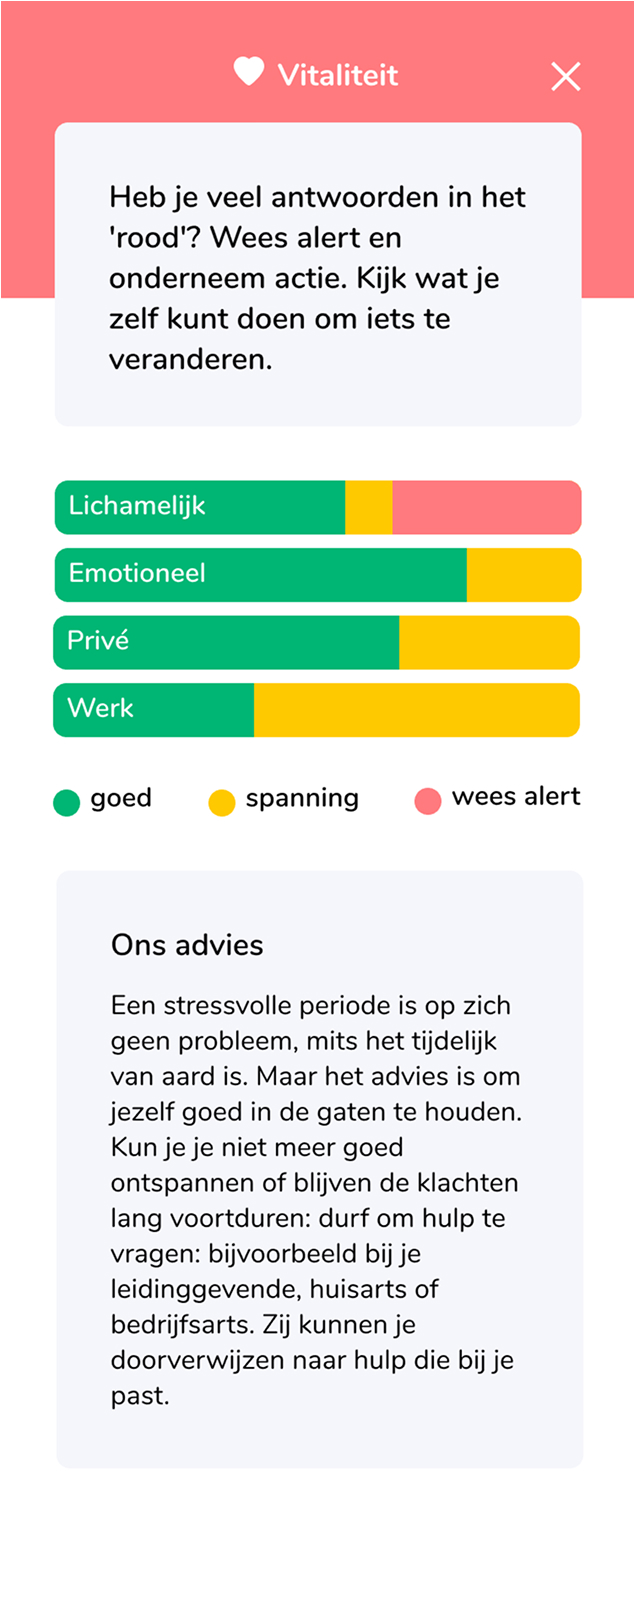 Vitaliteit
Heb je veel antwoorden in het
'rood'? Wees alert en
onderneem actie. Kijk wat je
zelf kunt doen om iets te
veranderen.
Lichamelijk
Emotioneel
Privé
Werk
goed
spanning
wees alert
Ons advies
Een stressvolle periode is op zich
geen probleem, mits het tijdelijk
van aard is. Maar het advies is om
jezelf goed in de gaten te houden.
Kun je je niet meer goed
ontspannen of blijven de klachten
lang voortduren: durf om hulp te
vragen: bijvoorbeeld bij je
leidinggevende, huisarts of
bedrijfsarts. Zij kunnen je
doorverwijzen naar hulp die bij je
past.